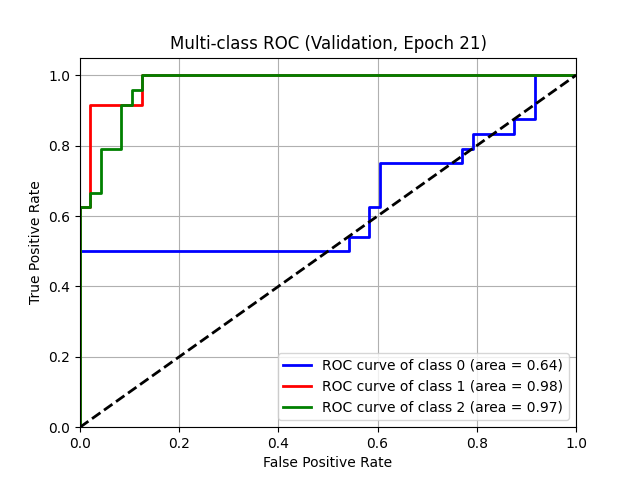 Multi-class ROC (Validation, Epoch 21)
True Positive Rate
1.0
0.8
0.6
0.4
0.2
0.0
ROC curve of class 0 (area = 0.64)
ROC curve of class 1 (area = 0.98)
ROC curve of class 2 (area = 0.97)
0.0 0.2 0.4 0.6 0.8 1.0
False Positive Rate